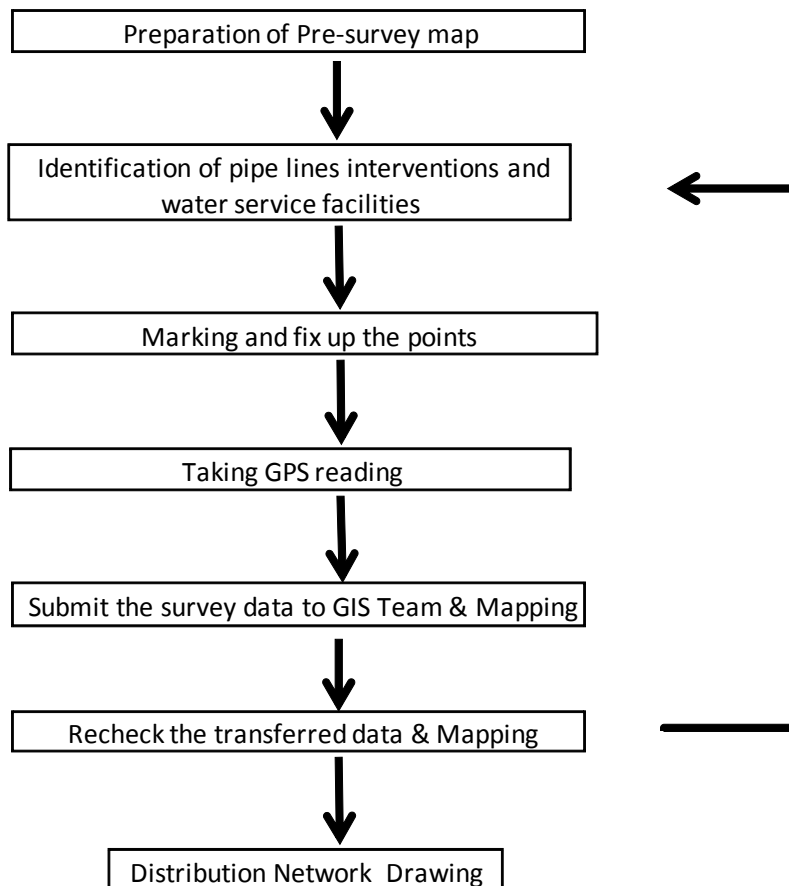 Preparation of Pre-survey map
Identification of pipe lines interventions and
water service facilities
Marking and fix up the points
Taking GPS reading
Submit the survey data to GIS Team & Mapping
Recheck the transferred data & Mapping
Distribution Network Drawing